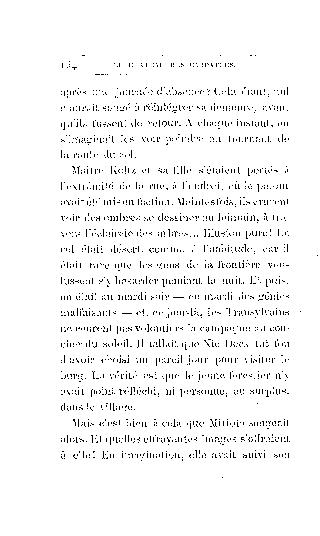 LE CHATEAU DES CARPATHES.
après une journée d'absence? Cela étant, nul
n'aurait songé à réintégrer sa demeure, avant
qu'ils fussent de retour. A chaque instant, on
s'imaginait les voir poindre au tournant de
la route du col.
Maître Koltz et sa fille s'étaient portés à
l'extrémité de la rue, à l'endroit où le
avait été mis en faction. Maintes fois, ils crurent
voir des ombres se dessiner au lointain, à tra-
vers l'éclaircie des arbres... Illusion pure! Le
col était désert, comme à l'habitude, car il
était rare que les gens de la frontière vou-
lussent s'y hasarder pendant la nuit. Et puis,
on était au mardi soir — ce mardi des génies
malfaisants — et, ce jour-là, les Transylvains
ne courent pas volontiers la campagne au cou-
cher du soleil. Il fallait que Nic Deck fût fou
d'avoir choisi un pareil jour pour visiter le
burg. La vérité est que le jeune forestier n'y
avait point réfléchi, ni personne, au surplus,
dans le village.
Mais c'est bien à cela que Miriota songeait
alors. Et quelles effrayantes images s'offraient
à elle! En imagination, elle avait suivi son